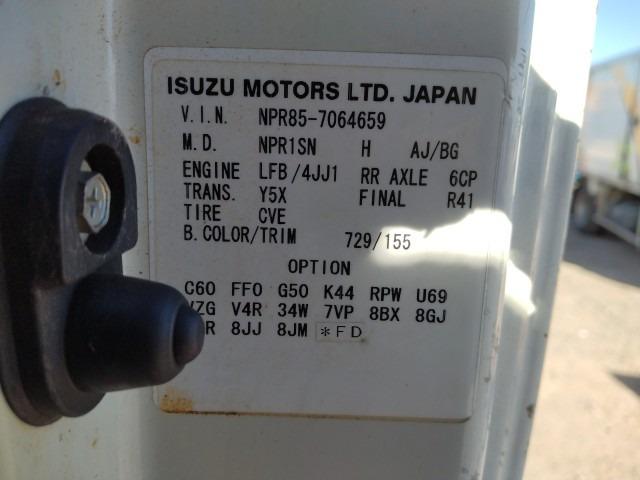 ISUZU MOTORS LTD. JAPAN
V.I.N. NPR85-7064659
M.D. NPR1SN H AJ/BG
ENGINE LFB/4JJ1 RR AXLE 6CP
TRANS. Y5X FINAL R41
TIRE CVE
B.COLOR/TRIM 729/155
OPTION
C60 FF0 G50 K44 RPW U69
V4R 34W 7VP 8BX 8GJ
8JJ 8JM *FD